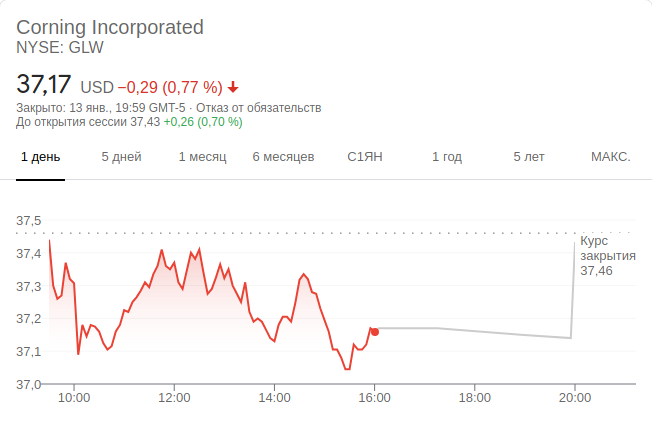 Corning Incorporated
NYSE: GLW
37,17 USD −0,29 (0,77 %)
Закрыто: 13 янв., 19:59 GMT-5 · Отказ от обязательств
До открытия сессии 37,43 +0,26 (0,70 %)
1 день 5 дней 1 месяц 6 месяцев С1ЯН 1 год 5 лет МАКС.
37,5
37,4
37,3
37,2
37,1
37,0
Курс
закрытия
37,46
10:00 12:00 14:00 16:00 18:00 20:00